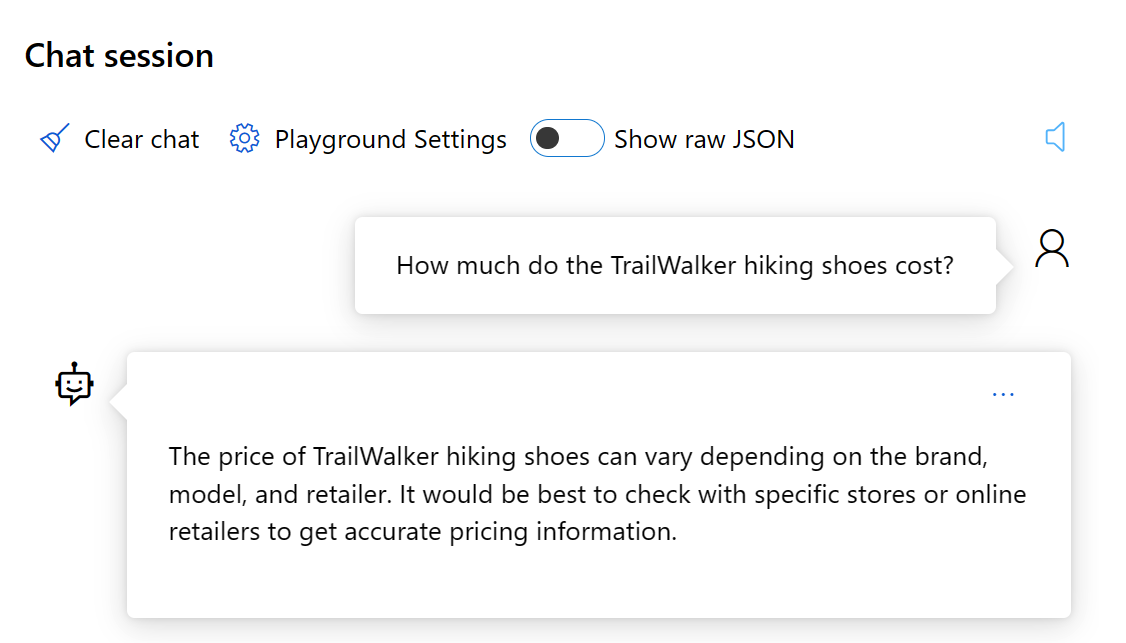 Chat session
Clear chat Playground Settings Show raw JSON
How much do the TrailWalker hiking shoes cost?
...
The price of TrailWalker hiking shoes can vary depending on the brand,
model, and retailer. It would be best to check with specific stores or online
retailers to get accurate pricing information.